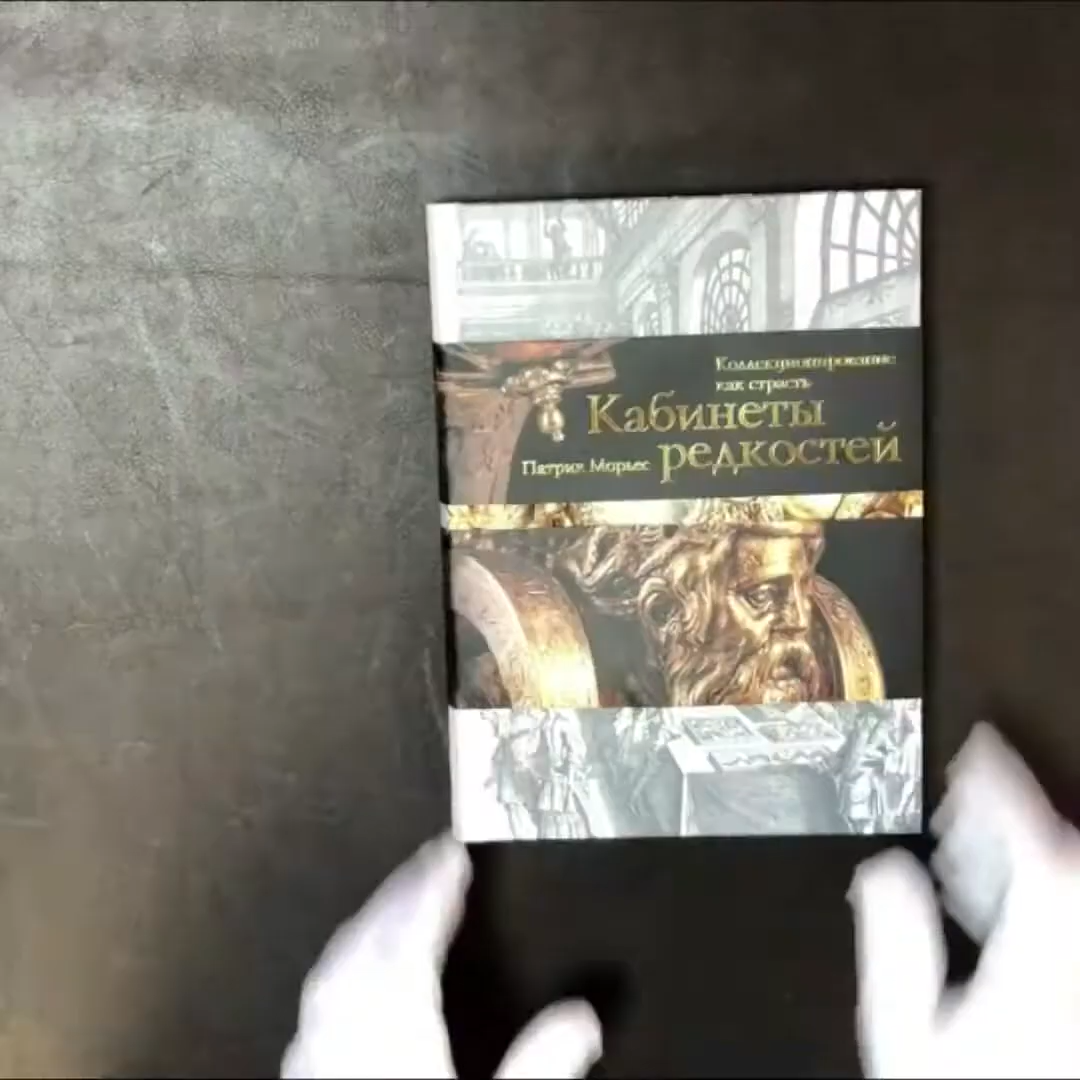 Коллекционирование
как страсть
Кабинеты
редкостей
Патрик Морьес